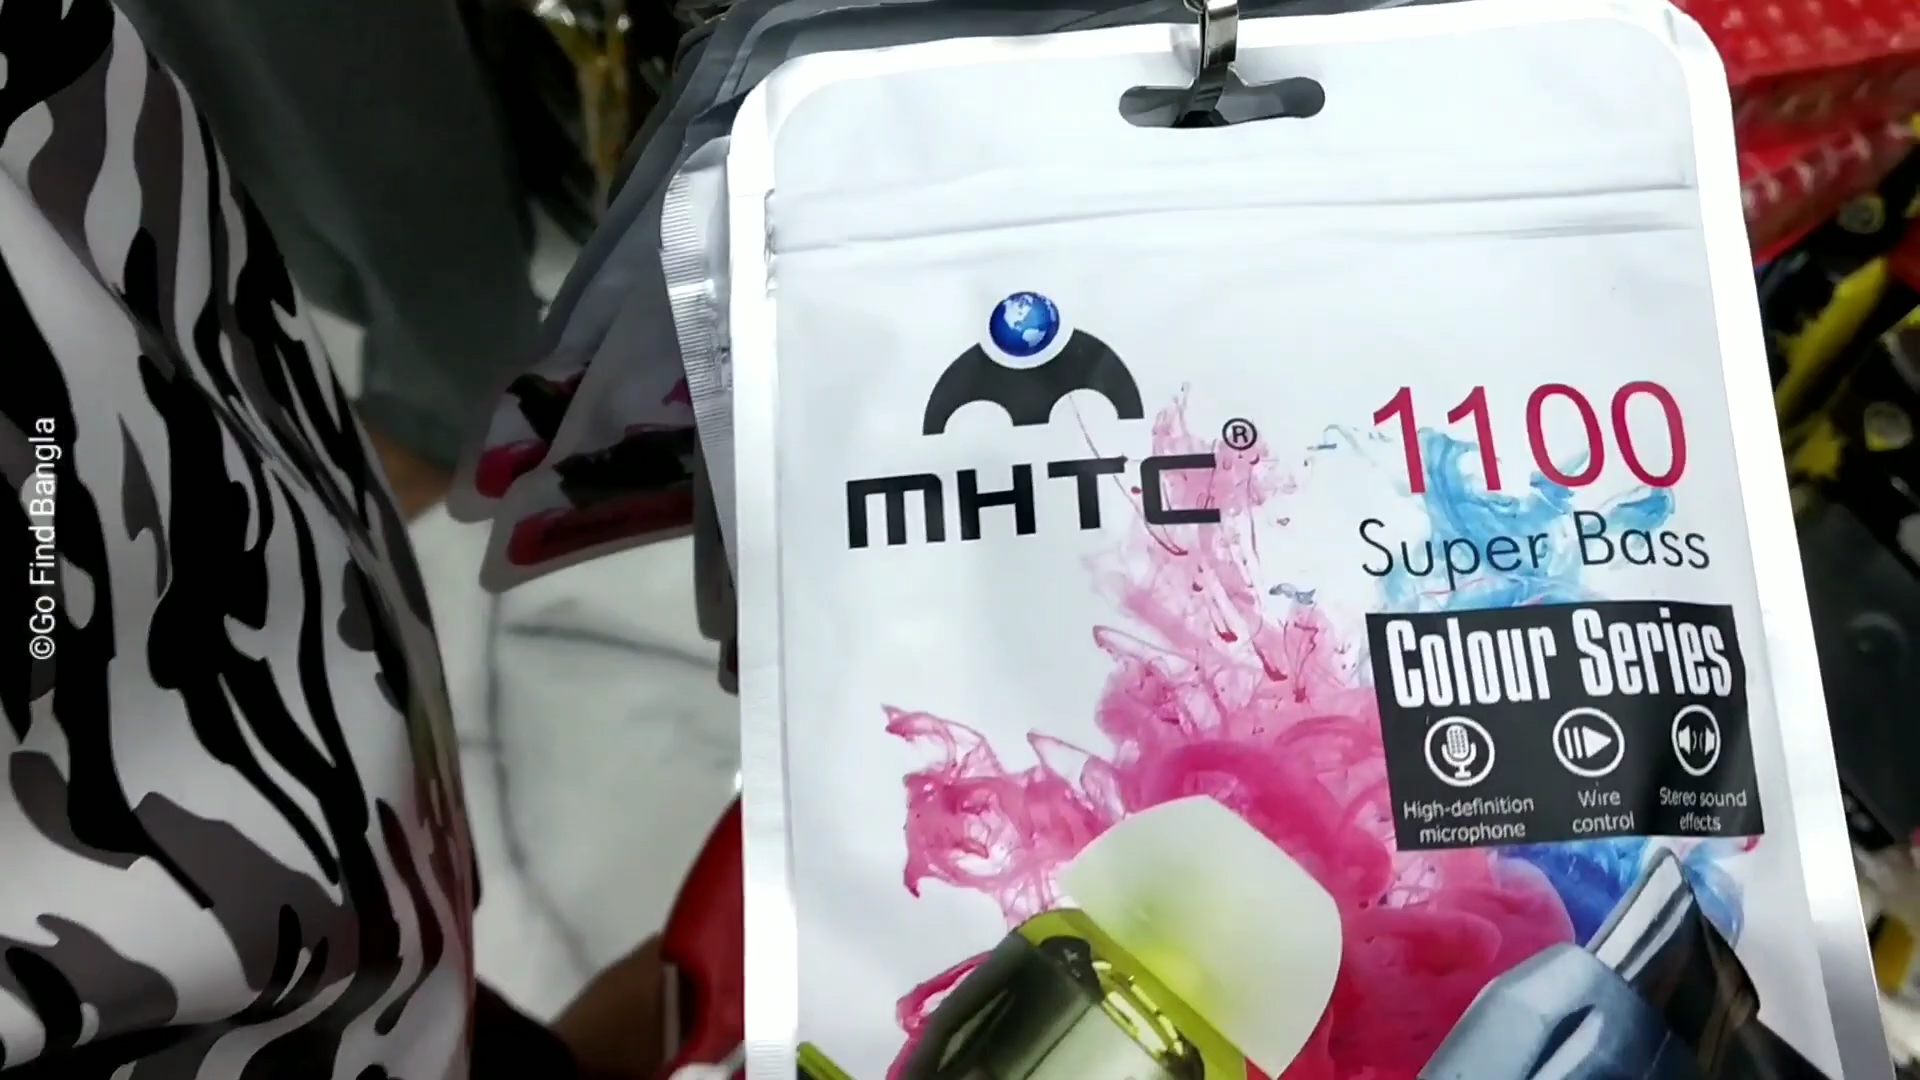 ©Go Find Bangla
MHTC®
1100
Super Bass
Colour Series
High-definition
microphone
Wire
control
Stereo sound
effects